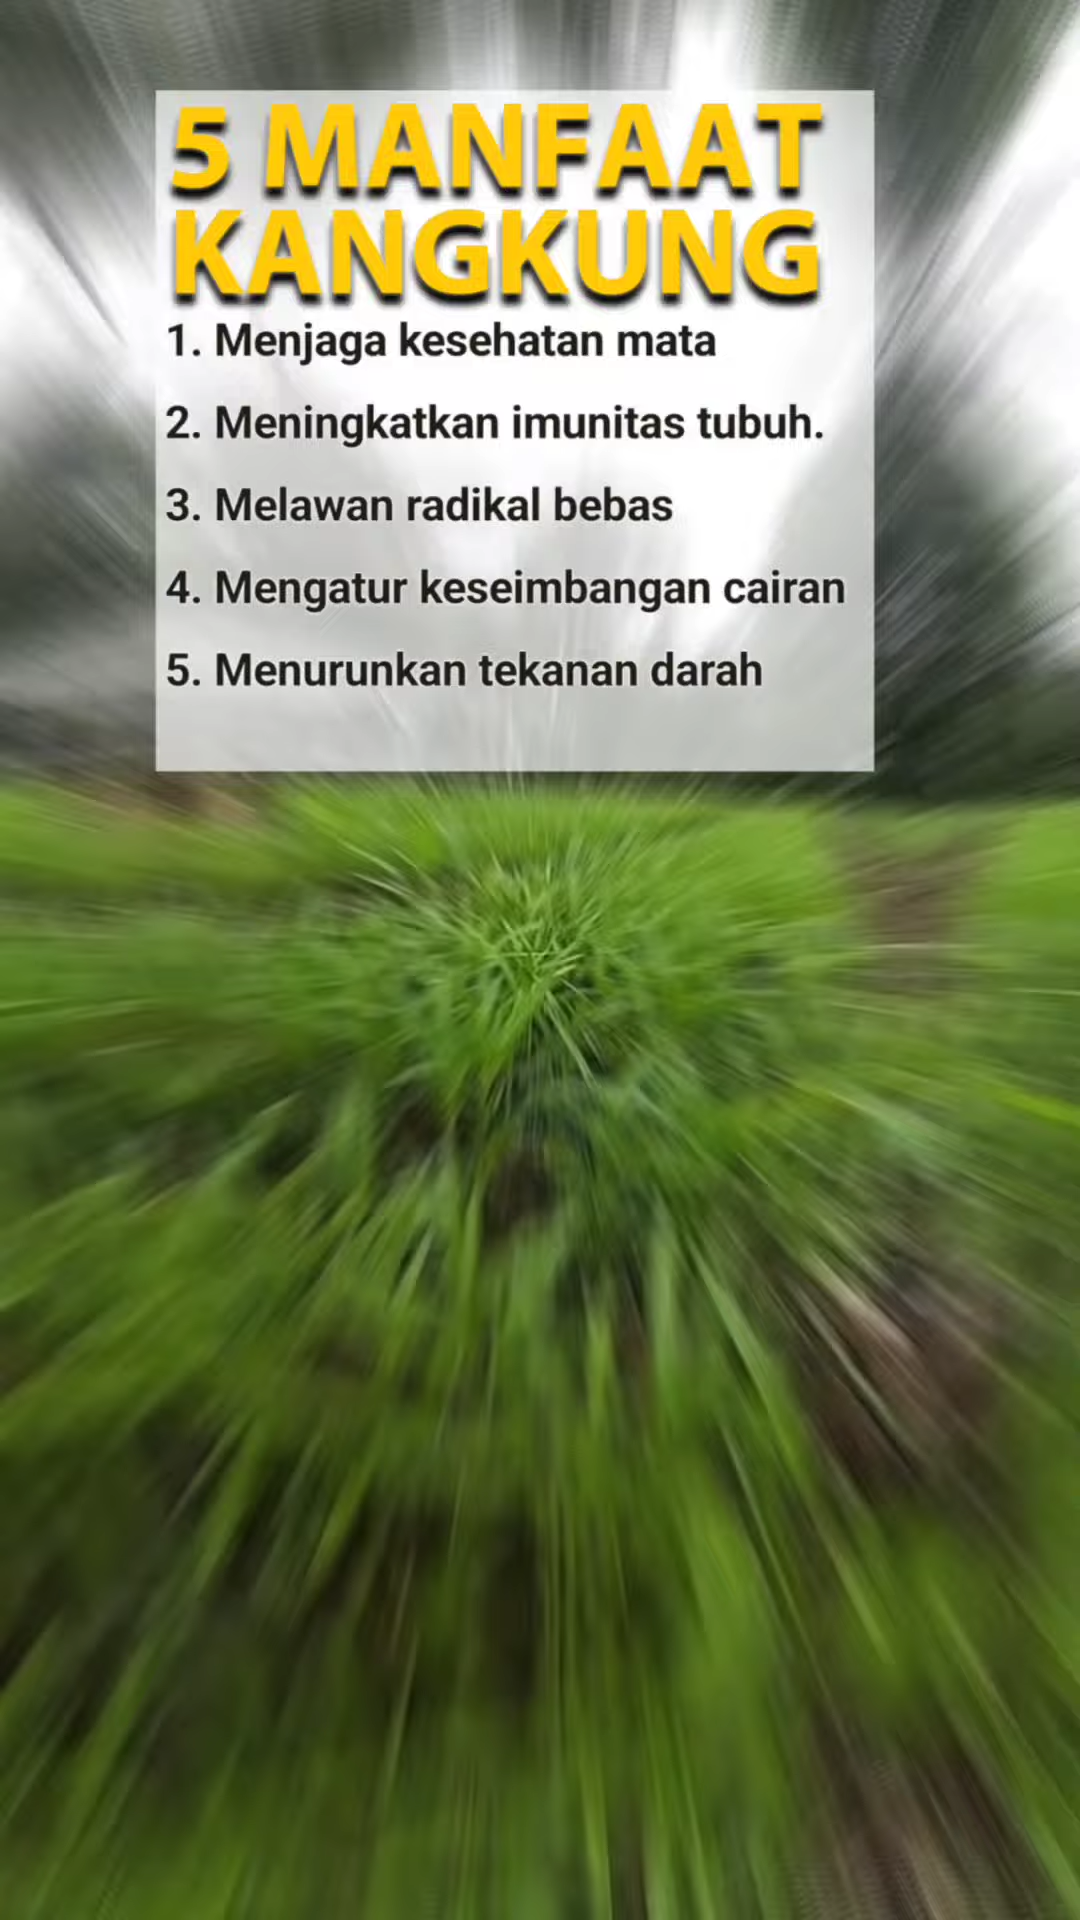 5 MANFAAT
KANGKUNG
1. Menjaga kesehatan mata
2. Meningkatkan imunitas tubuh.
3. Melawan radikal bebas
4. Mengatur keseimbangan cairan
5. Menurunkan tekanan darah